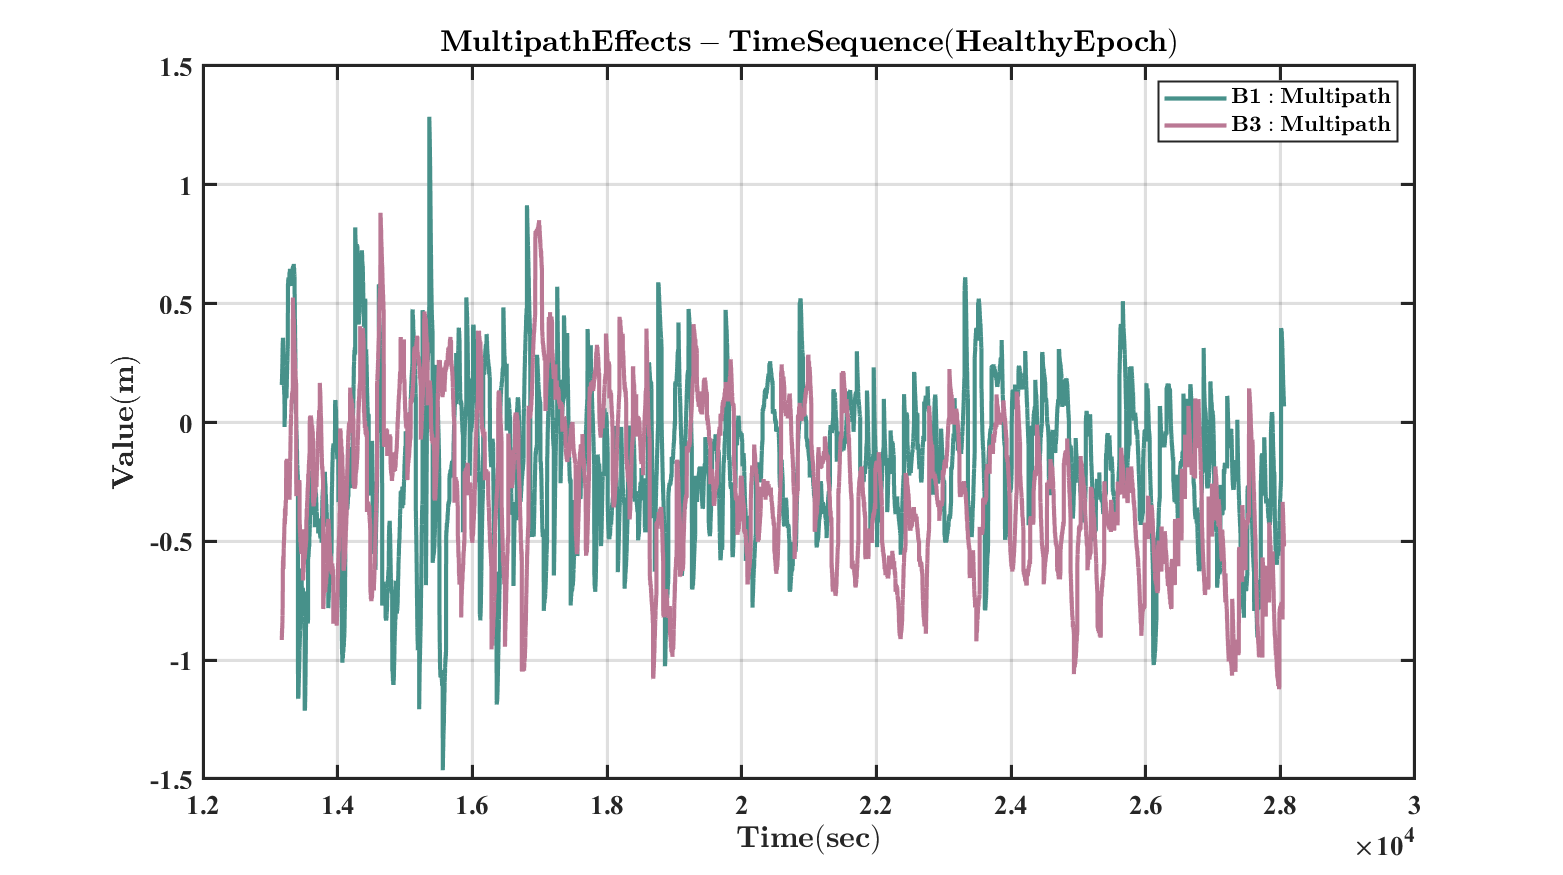 MultipathEffects – TimeSequence(HealthyEpoch)
B1 : Multipath
B3 : Multipath
Value(m)
1.5
1
0.5
0
-0.5
-1
-1.5
1.2 1.4 1.6 1.8 2 2.2 2.4 2.6 2.8 3
Time(sec)
×10⁴